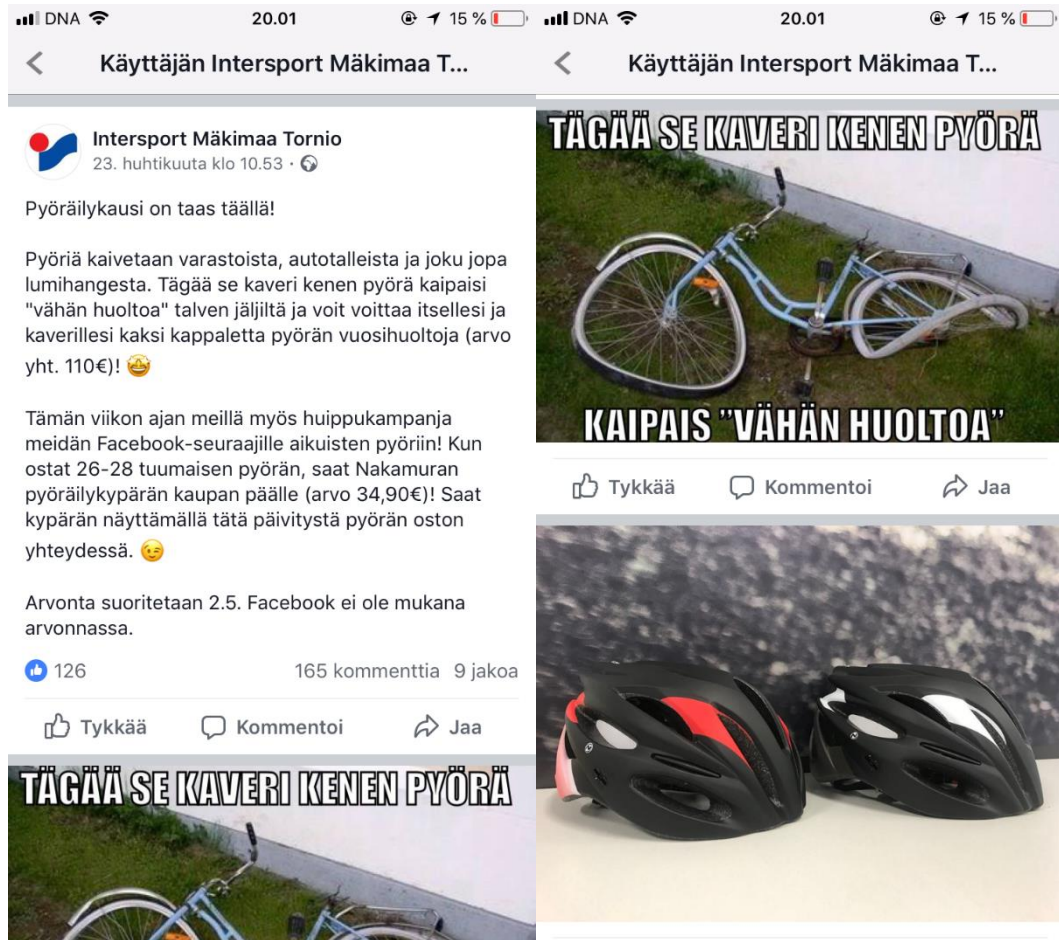 DNA 20.01 15 %
Käyttäjän Intersport Mäkimaa T...
Intersport Mäkimaa Tornio
23. huhtikuuta klo 10.53 ·
Pyöräilykausi on taas täällä!
Pyöriä kaivetaan varastoista, autotalleista ja joku jopa
lumihangesta. Tägää se kaveri kenen pyörä kaipaisi
"vähän huoltoa" talven jäljiltä ja voit voittaa itsellesi ja
kaverillesi kaksi kappaletta pyörän vuosihuoltoja (arvo
yht. 110€)! 🤩
Tämän viikon ajan meillä myös huippukampanja
meidän Facebook-seuraajille aikuisten pyöriin! Kun
ostat 26-28 tuumaisen pyörän, saat Nakamuran
pyöräilykypärän kaupan päälle (arvo 34,90€)! Saat
kypärän näyttämällä tätä päivitystä pyörän oston
yhteydessä. 😉
Arvonta suoritetaan 2.5. Facebook ei ole mukana
arvonnassa.
126 165 kommenttia 9 jakoa
Tykkää Kommentoi Jaa
TÄGÄÄ SE KAVERI KENEN PYÖRÄ
DNA 20.01 15 %
Käyttäjän Intersport Mäkimaa T...
TÄGÄÄ SE KAVERI KENEN PYÖRÄ
KAIPAIS "VÄHÄN HUOLTOA"
Tykkää Kommentoi Jaa